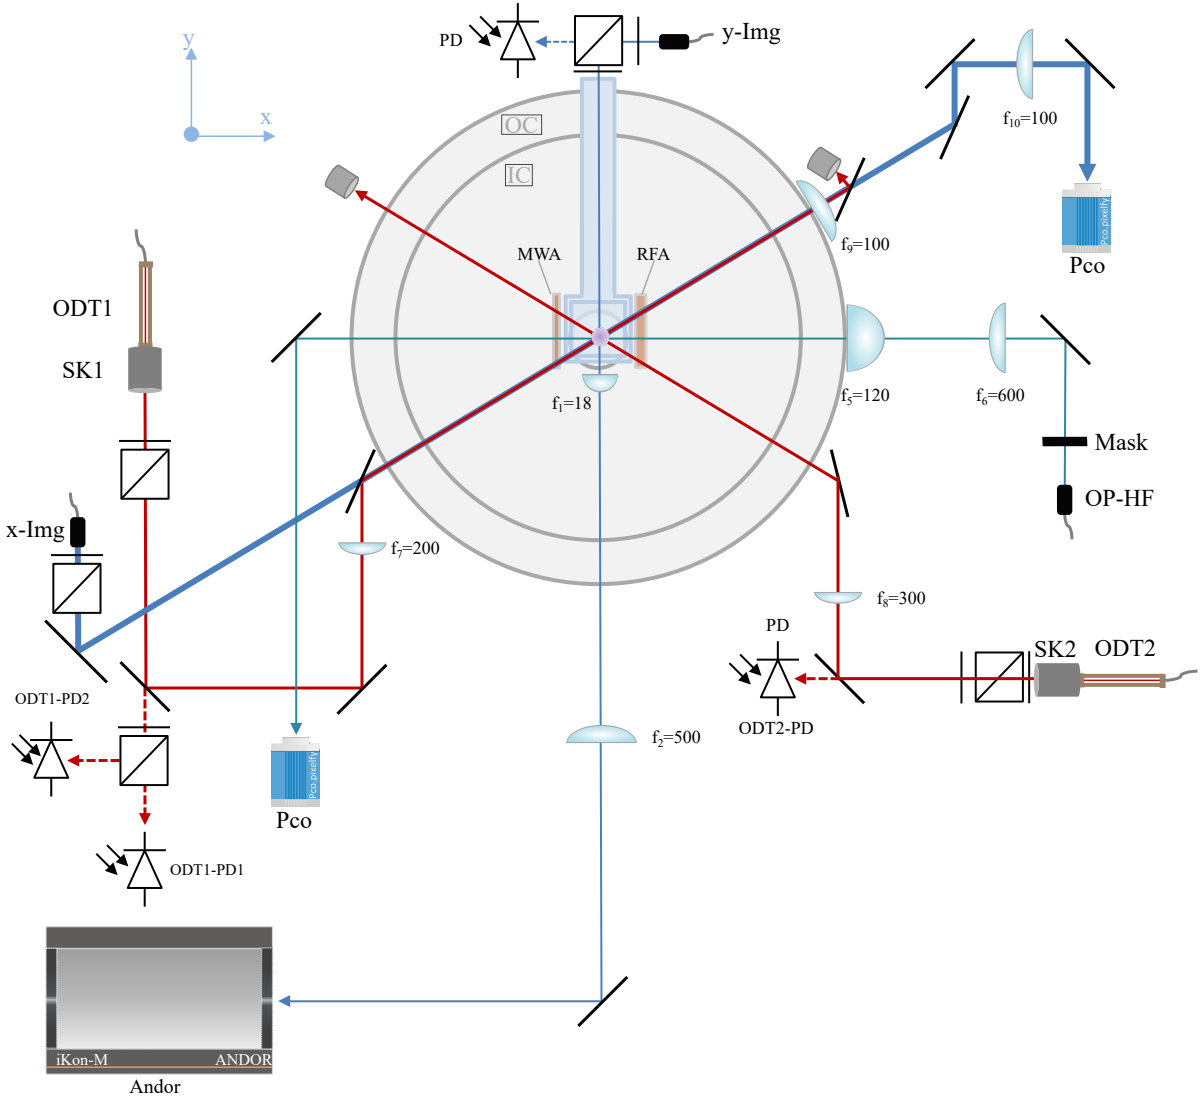 PD
y-Img
y
x
OC
IC
f10=100
Pco.pixelfy
Pco
f9=100
MWA
RFA
ODT1
SK1
f1=18
f5=120
f6=600
Mask
OP-HF
x-Img
f7=200
f8=300
PD
SK2
ODT2
ODT1-PD2
ODT2-PD
f2=500
Pco.pixelfy
Pco
ODT1-PD1
iKon-M
ANDOR
Andor